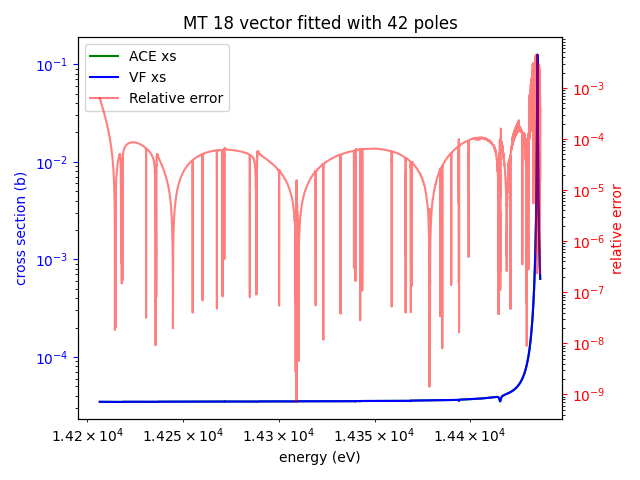 MT 18 vector fitted with 42 poles
ACE xs
VF xs
Relative error
cross section (b)
10⁻¹
10⁻²
10⁻³
10⁻⁴
relative error
10⁻³
10⁻⁴
10⁻⁵
10⁻⁶
10⁻⁷
10⁻⁸
10⁻⁹
1.42 × 10⁴ 1.425 × 10⁴ 1.43 × 10⁴ 1.435 × 10⁴ 1.44 × 10⁴
energy (eV)